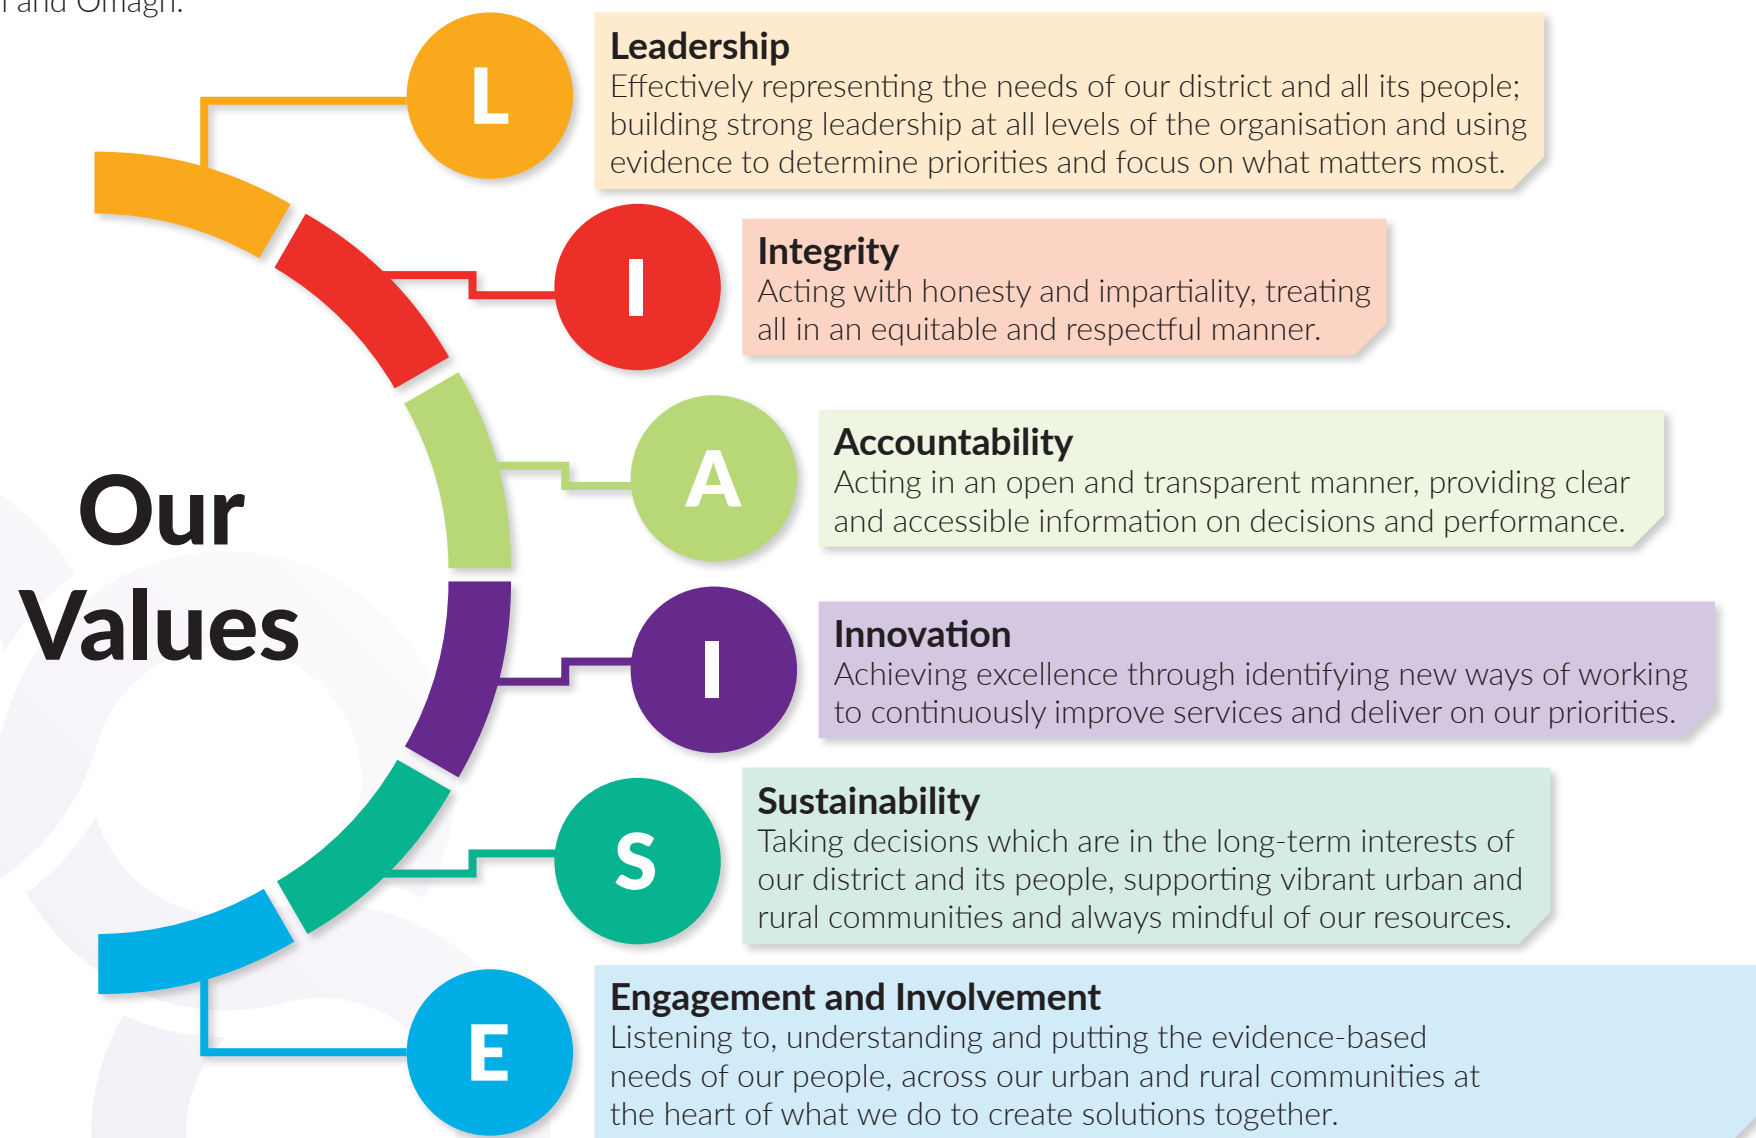 and Omagh.
L
Leadership
Effectively representing the needs of our district and all its people;
building strong leadership at all levels of the organisation and using
evidence to determine priorities and focus on what matters most.
I
Integrity
Acting with honesty and impartiality, treating
all in an equitable and respectful manner.
A
Accountability
Acting in an open and transparent manner, providing clear
and accessible information on decisions and performance.
Our
Values
I
Innovation
Achieving excellence through identifying new ways of working
to continuously improve services and deliver on our priorities.
S
Sustainability
Taking decisions which are in the long-term interests of
our district and its people, supporting vibrant urban and
rural communities and always mindful of our resources.
E
Engagement and Involvement
Listening to, understanding and putting the evidence-based
needs of our people, across our urban and rural communities at
the heart of what we do to create solutions together.